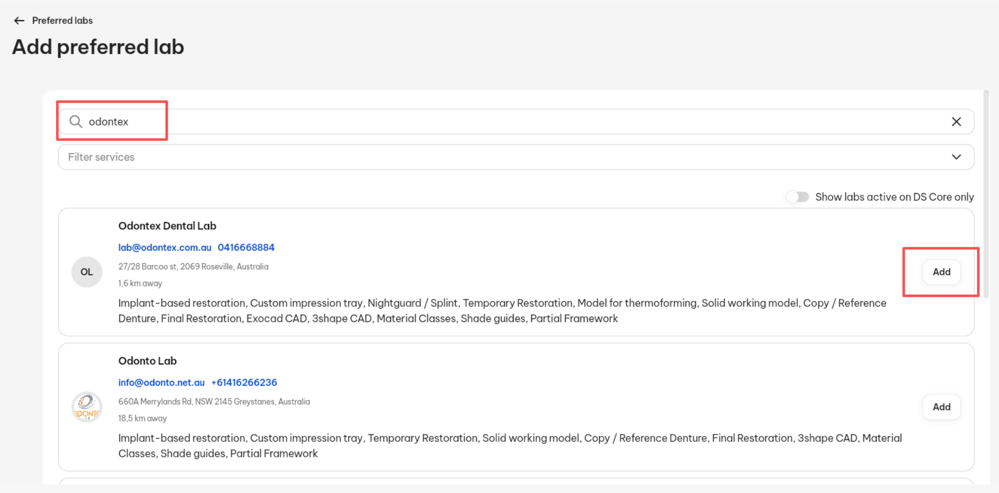 Preferred labs
Add preferred lab
odontex
Filter services
Show labs active on DS Core only
Odontex Dental Lab
lab@odontex.com.au 0416668884
27/28 Barcoo st, 2069 Roseville, Australia
1,6 km away
OL
Add
Implant-based restoration, Custom impression tray, Nightguard / Splint, Temporary Restoration, Model for thermoforming, Solid working model, Copy / Reference
Denture, Final Restoration, Exocad CAD, 3shape CAD, Material Classes, Shade guides, Partial Framework
Odonto Lab
info@odonto.net.au +61416266236
660A Merrylands Rd, NSW 2145 Greystanes, Australia
18,5 km away
ODONTO
Add
Implant-based restoration, Custom impression tray, Temporary Restoration, Solid working model, Copy / Reference Denture, Final Restoration, 3shape CAD, Material
Classes, Shade guides, Partial Framework